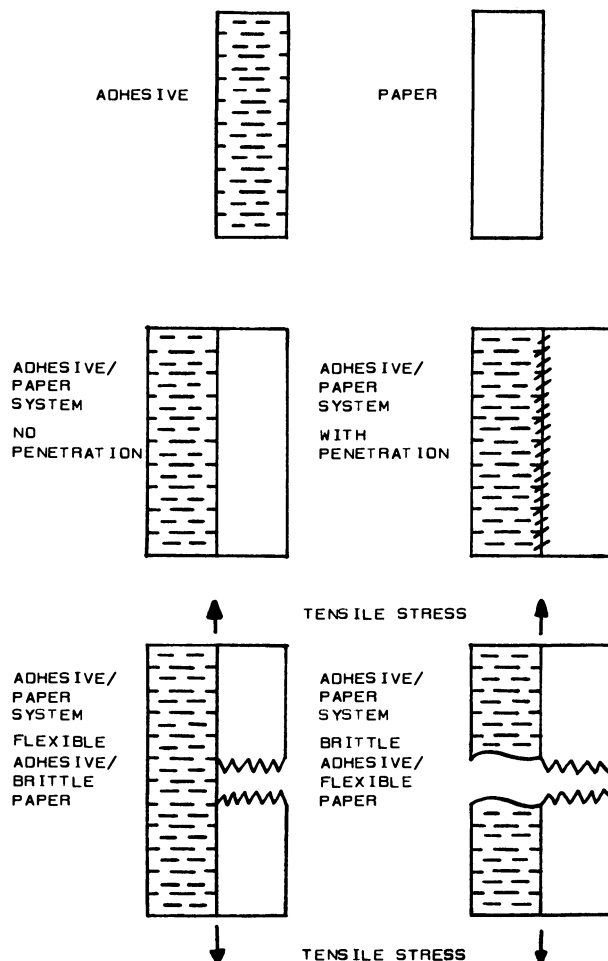 ADHESIVE
PAPER
ADHESIVE/
PAPER
SYSTEM
NO
PENETRATION
ADHESIVE/
PAPER
SYSTEM
WITH
PENETRATION
TENSILE STRESS
ADHESIVE/
PAPER
SYSTEM
FLEXIBLE
ADHESIVE/
BRITTLE
PAPER
ADHESIVE/
PAPER
SYSTEM
BRITTLE
ADHESIVE/
FLEXIBLE
PAPER
TENSILE STRESS